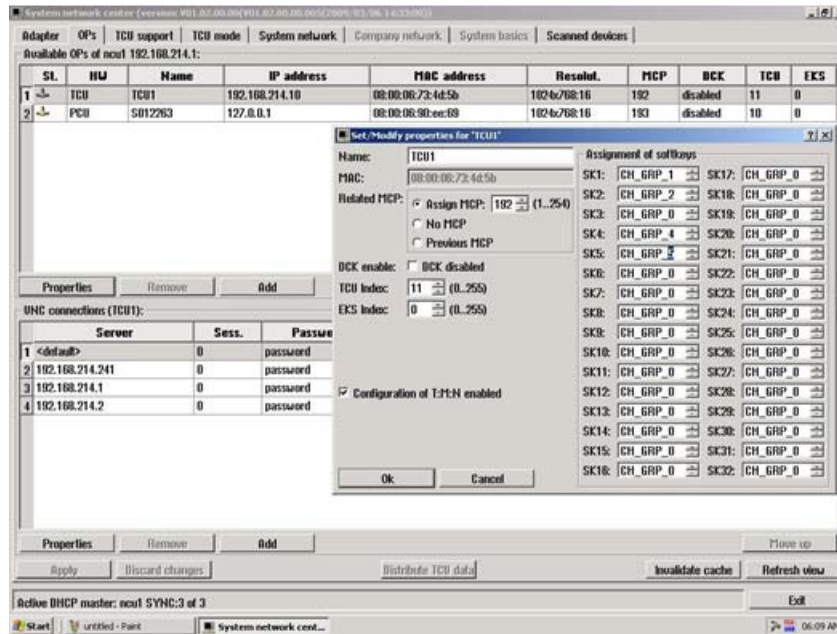 System network center (version: V01.02.00.00(V01.02.00.00.005(2009/03/06 14:33:00))
Adapter OPs TCU support TCU mode System network Company network System basics Scanned devices
Available OPs of ncu1 192.168.214.1:
St. HW Name IP address MAC address Resolut. MCP DCK TCU EKS
1 TCU TCU1 192.168.214.10 08:00:06:73:4d:5b 1024x768:16 192 disabled 11 0
2 PCU S012263 127.0.0.1 08:00:06:90:ee:69 1024x768:16 193 disabled 10 0
Set/Modify properties for "TCU1"
Name: TCU1
MAC: 08:00:06:73:4d:5b
Related MCP: Assign MCP: 192 (1..254)
No MCP
Previous MCP
DCK enable: DCK disabled
TCU Index: 11 (0..255)
EKS Index: 0 (0..255)
Configuration of T:M:N enabled
Ok Cancel
Assignment of softkeys
SK1: CH_GRP_1 SK17: CH_GRP_0
SK2: CH_GRP_2 SK18: CH_GRP_0
SK3: CH_GRP_0 SK19: CH_GRP_0
SK4: CH_GRP_4 SK20: CH_GRP_0
SK5: CH_GRP_5 SK21: CH_GRP_0
SK6: CH_GRP_0 SK22: CH_GRP_0
SK7: CH_GRP_0 SK23: CH_GRP_0
SK8: CH_GRP_0 SK24: CH_GRP_0
SK9: CH_GRP_0 SK25: CH_GRP_0
SK10: CH_GRP_0 SK26: CH_GRP_0
SK11: CH_GRP_0 SK27: CH_GRP_0
SK12: CH_GRP_0 SK28: CH_GRP_0
SK13: CH_GRP_0 SK29: CH_GRP_0
SK14: CH_GRP_0 SK30: CH_GRP_0
SK15: CH_GRP_0 SK31: CH_GRP_0
SK16: CH_GRP_0 SK32: CH_GRP_0
Properties Remove Add
VNC connections (TCU1):
Server Sess. Passwo
1 <default> 0 password
2 192.168.214.241 0 password
3 192.168.214.1 0 password
4 192.168.214.2 0 password
Properties Remove Add Move up
Apply Discard changes Distribute TCU data Invalidate cache Refresh view
Active DHCP master: ncu1 SYNC:3 of 3 Exit
Start untitled - Paint System network cent... 06:09 AM